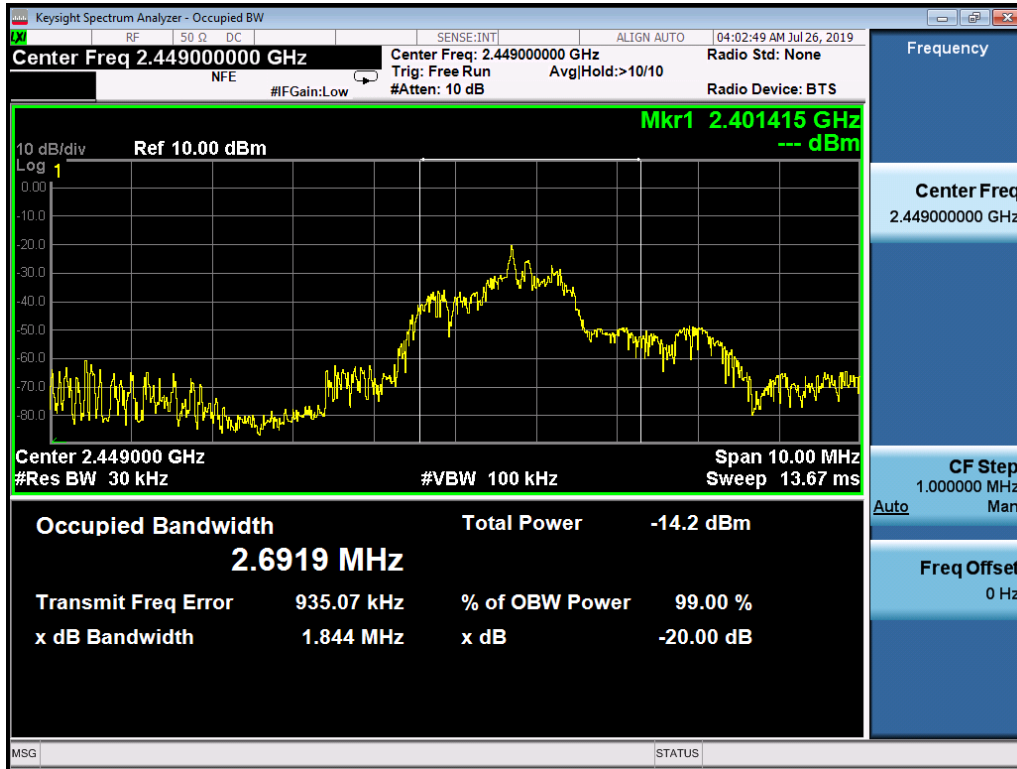 Keysight Spectrum Analyzer - Occupied BW
LXI RF 50 Ω DC SENSE:INT ALIGN AUTO 04:02:49 AM Jul 26, 2019
Center Freq 2.449000000 GHz
NFE
#IFGain:Low
Center Freq: 2.449000000 GHz
Trig: Free Run Avg|Hold:>10/10
#Atten: 10 dB
Radio Std: None
Radio Device: BTS
Mkr1 2.401415 GHz
--- dBm
10 dB/div Ref 10.00 dBm
Log
1
0.00
-10.0
-20.0
-30.0
-40.0
-50.0
-60.0
-70.0
-80.0
Center 2.449000 GHz Span 10.00 MHz
#Res BW 30 kHz #VBW 100 kHz Sweep 13.67 ms
Occupied Bandwidth Total Power -14.2 dBm
2.6919 MHz
Transmit Freq Error 935.07 kHz % of OBW Power 99.00 %
x dB Bandwidth 1.844 MHz x dB -20.00 dB
MSG STATUS
Frequency
Center Freq
2.449000000 GHz
CF Step
1.000000 MHz
Auto Man
Freq Offset
0 Hz